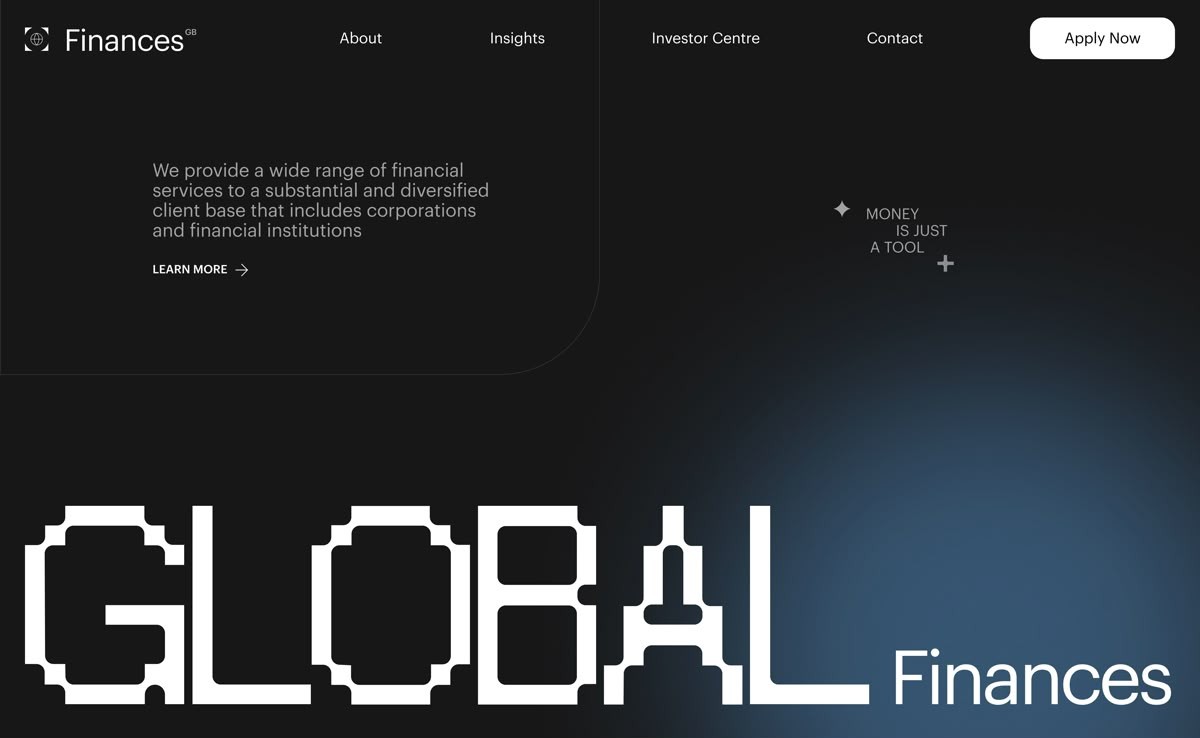 Finances GB
About
Insights
Investor Centre
Contact
Apply Now
We provide a wide range of financial
services to a substantial and diversified
client base that includes corporations
and financial institutions
LEARN MORE
MONEY
IS JUST
A TOOL
GLOBAL Finances